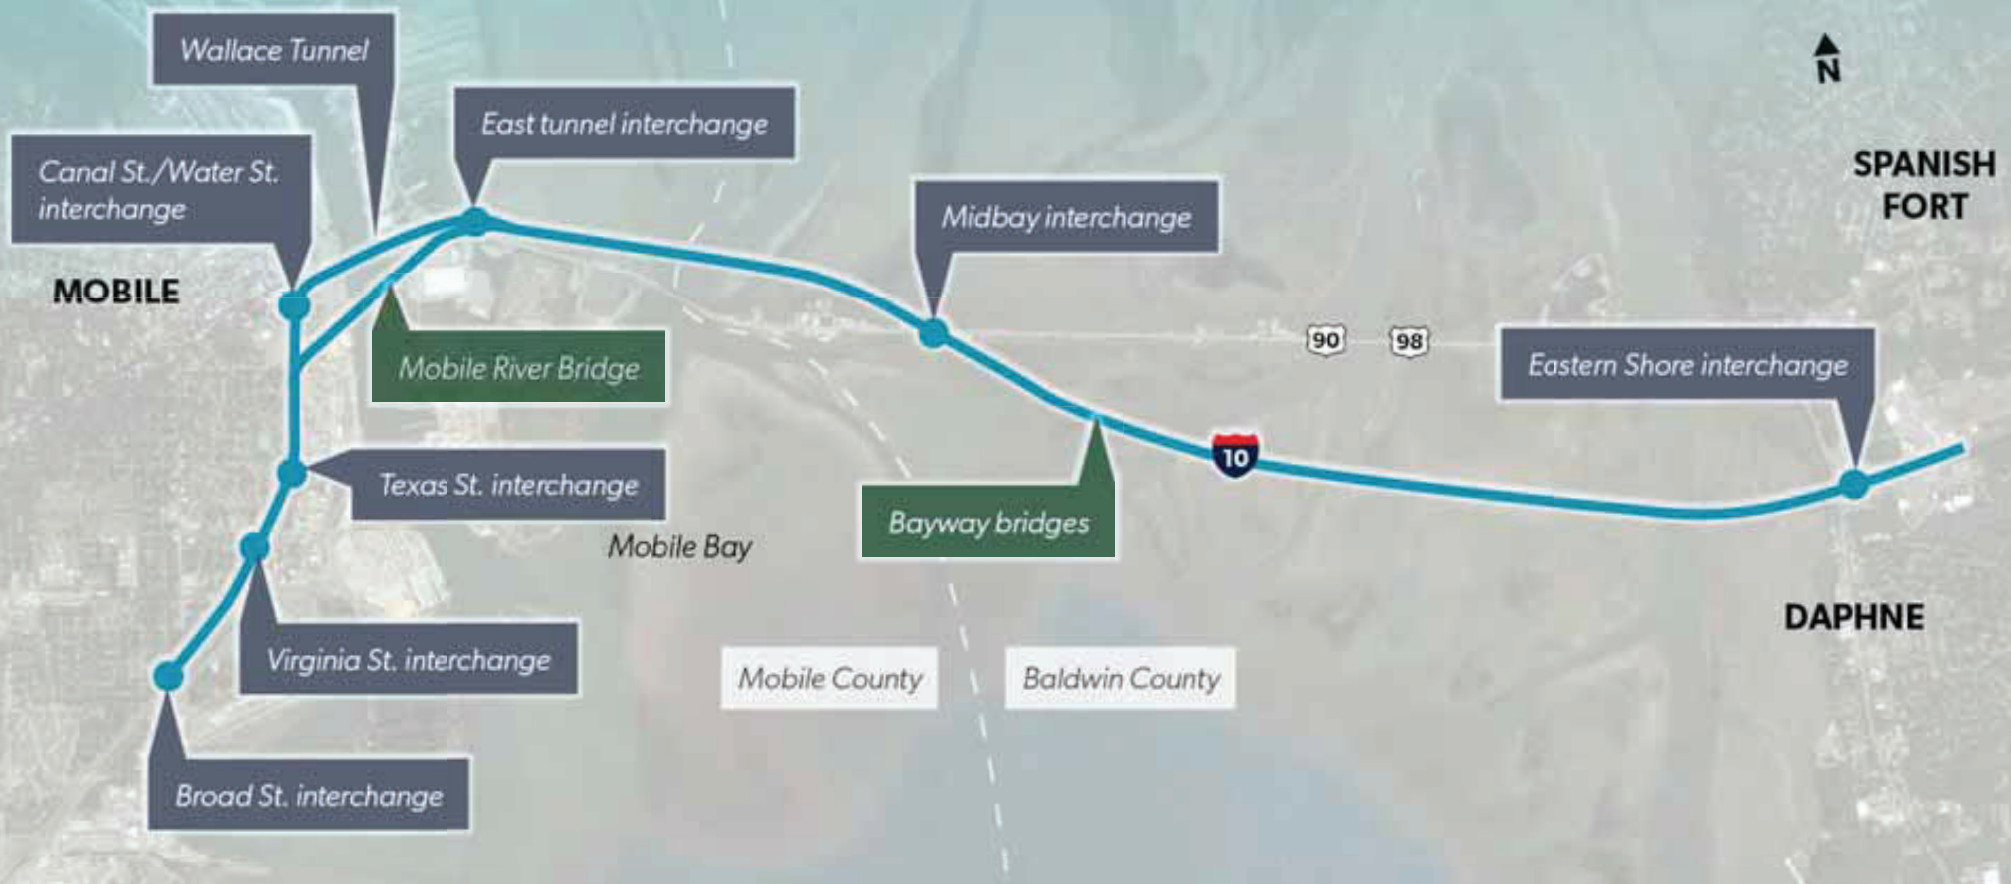 Wallace Tunnel
N
East tunnel interchange
Canal St./Water St.
interchange
SPANISH
FORT
Midbay interchange
MOBILE
90
98
Mobile River Bridge
Eastern Shore interchange
10
Texas St. interchange
Bayway bridges
Mobile Bay
DAPHNE
Virginia St. interchange
Mobile County
Baldwin County
Broad St. interchange